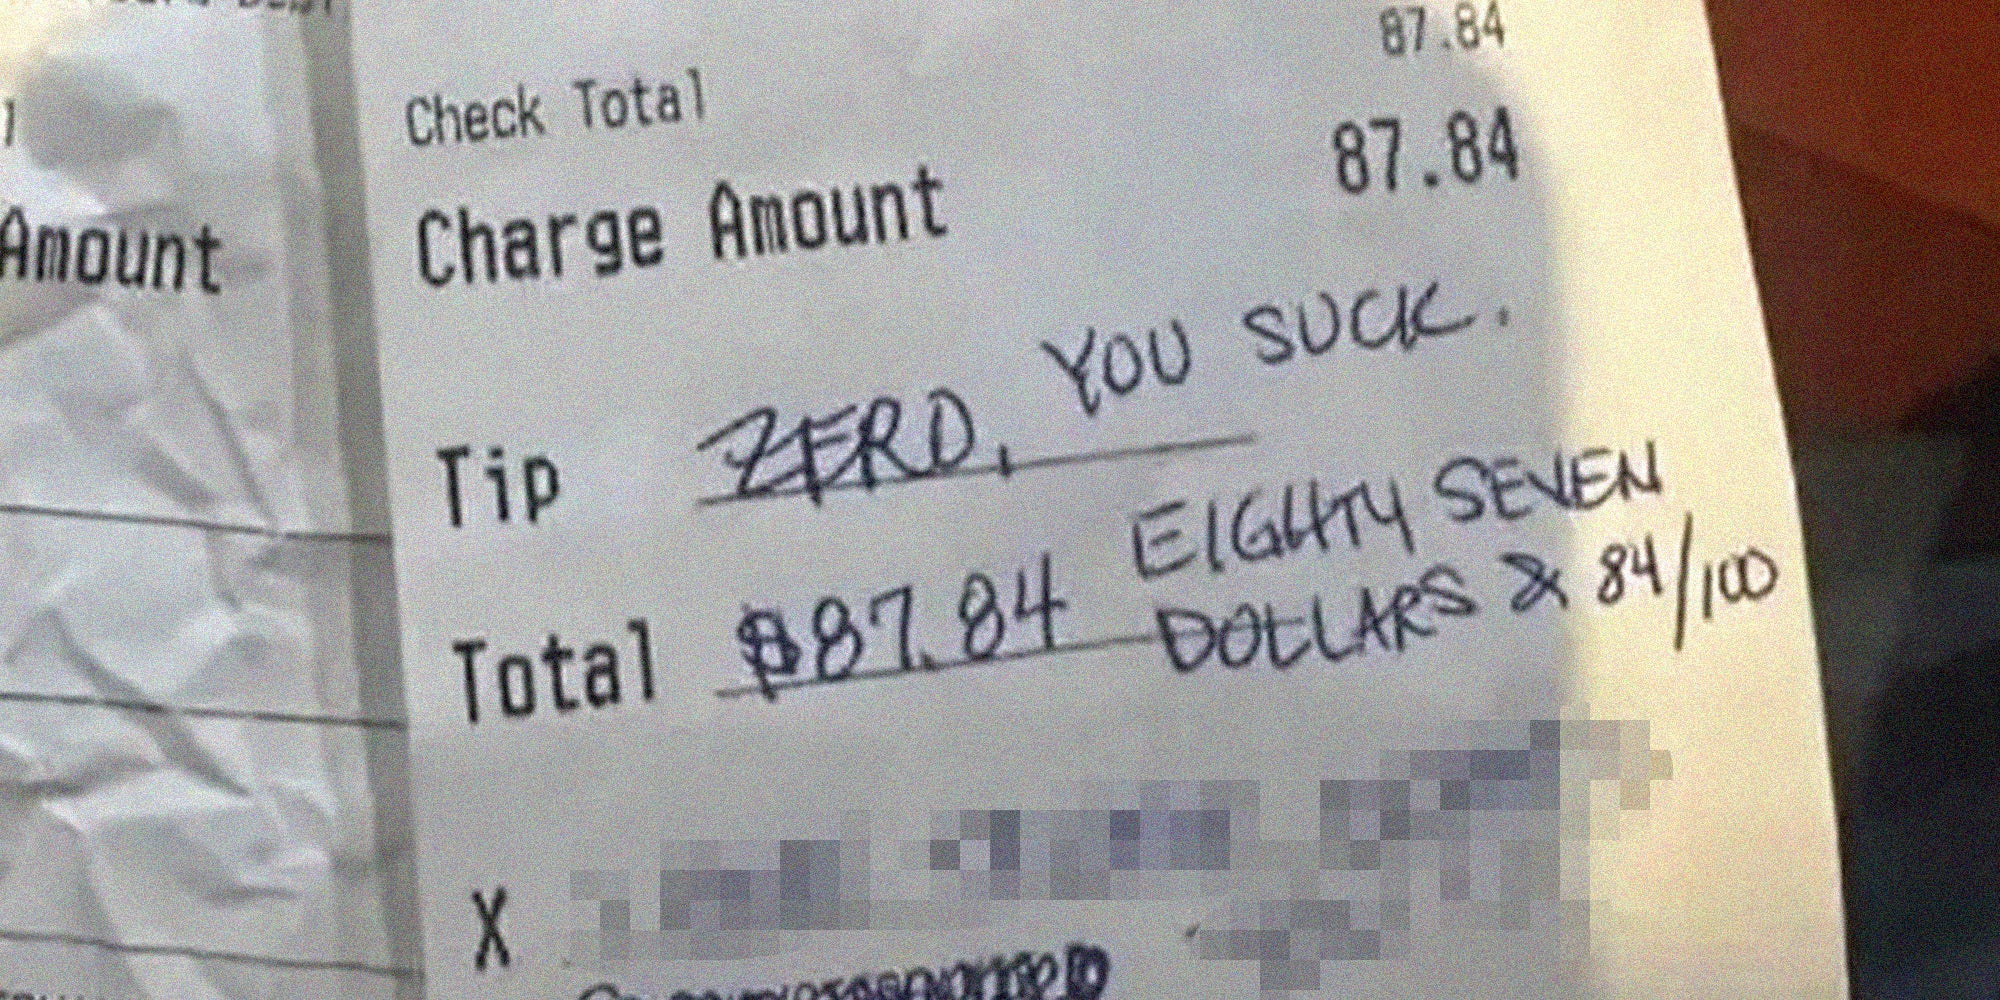 87.84
Check Total
87.84
Charge Amount
Amount
Tip ZERO, YOU SUCK.
Total $87.84 EIGHTY SEVEN
DOLLARS & 84/100
X